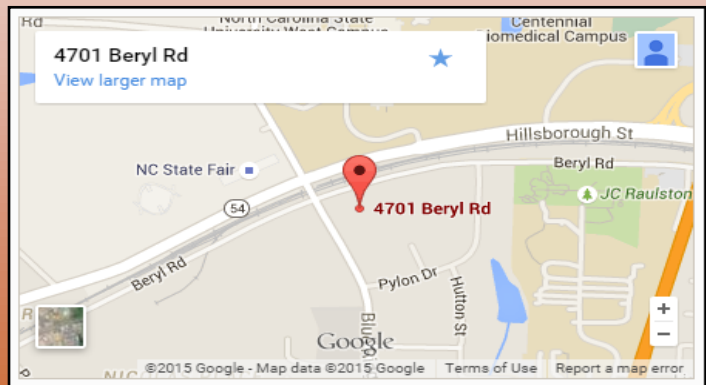 Rd
North Carolina State
University West Campus
Centennial
Biomedical Campus
4701 Beryl Rd
View larger map
Hillsborough St
Beryl Rd
NC State Fair
JC Raulston
54
4701 Beryl Rd
Beryl Rd
Pylon Dr
Hutton St
+
−
Google
©2015 Google - Map data ©2015 Google
Terms of Use
Report a map error